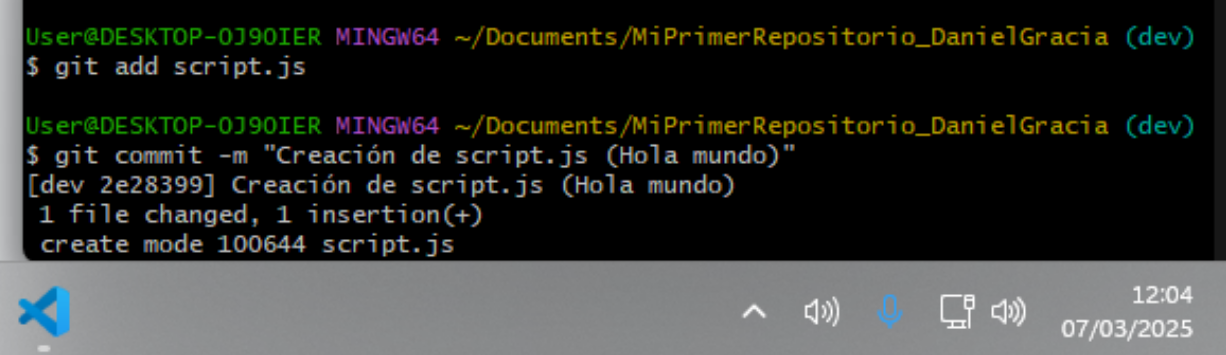 User@DESKTOP-OJ9OIER MINGW64 ~/Documents/MiPrimerRepositorio_DanielGracia (dev)
$ git add script.js
User@DESKTOP-OJ9OIER MINGW64 ~/Documents/MiPrimerRepositorio_DanielGracia (dev)
$ git commit -m "Creación de script.js (Hola mundo)"
[dev 2e28399] Creación de script.js (Hola mundo)
1 file changed, 1 insertion(+)
create mode 100644 script.js
12:04
07/03/2025